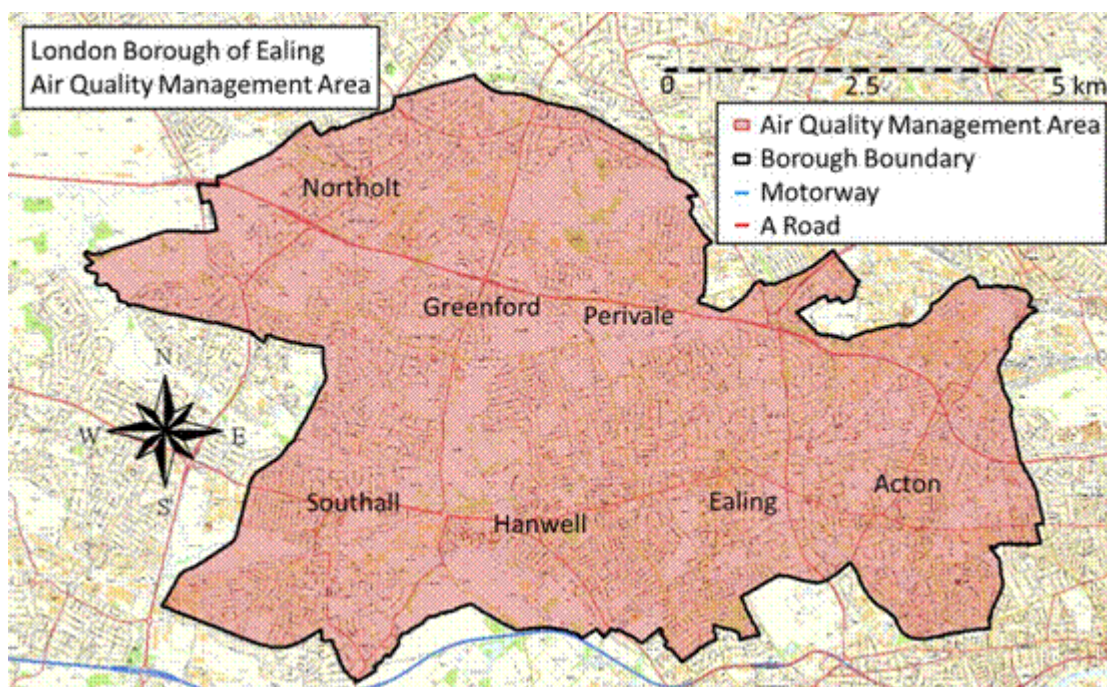 London Borough of Ealing
Air Quality Management Area
0 2.5 5 km
Air Quality Management Area
Borough Boundary
Motorway
A Road
Northolt
Greenford
Perivale
N
W E
S
Southall
Hanwell
Ealing
Acton